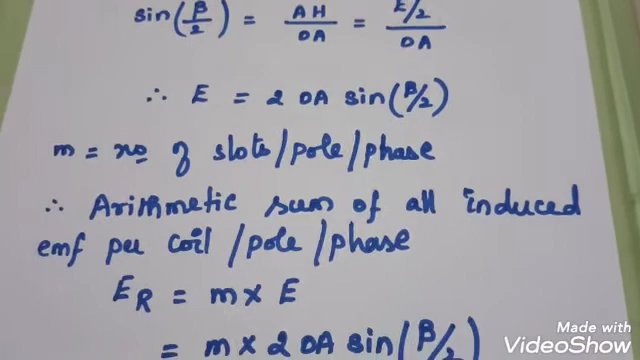 sin(β/2) = AH/OA = E/2/OA
∴ E = 2 OA sin(β/2)
m = no of slots/pole/phase
∴ Arithmetic sum of all induced
emf per coil/pole/phase
E_R = m × E
= m × 2 OA sin(β/2)
Made with
VideoShow